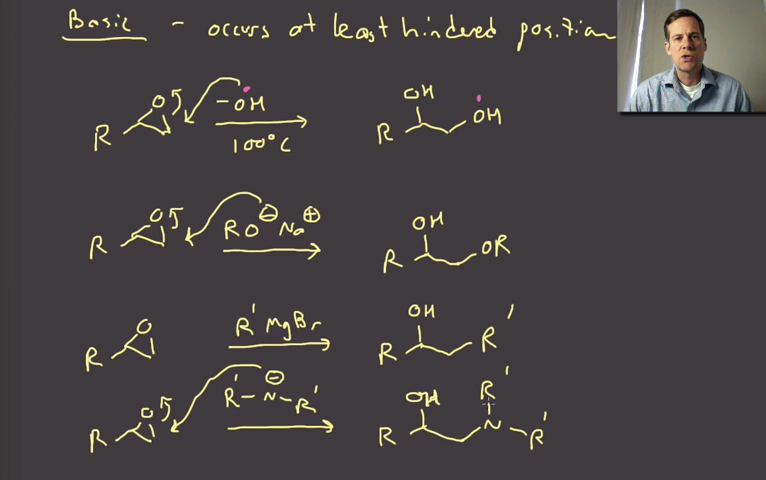 Basic - occurs at least hindered position
R O -OH 100°C OH R OH
R O RO⊖ Na⊕ OH R OR
R O R' MgBr OH R R'
R O R' - N⊖ - R' OH R R' N R'